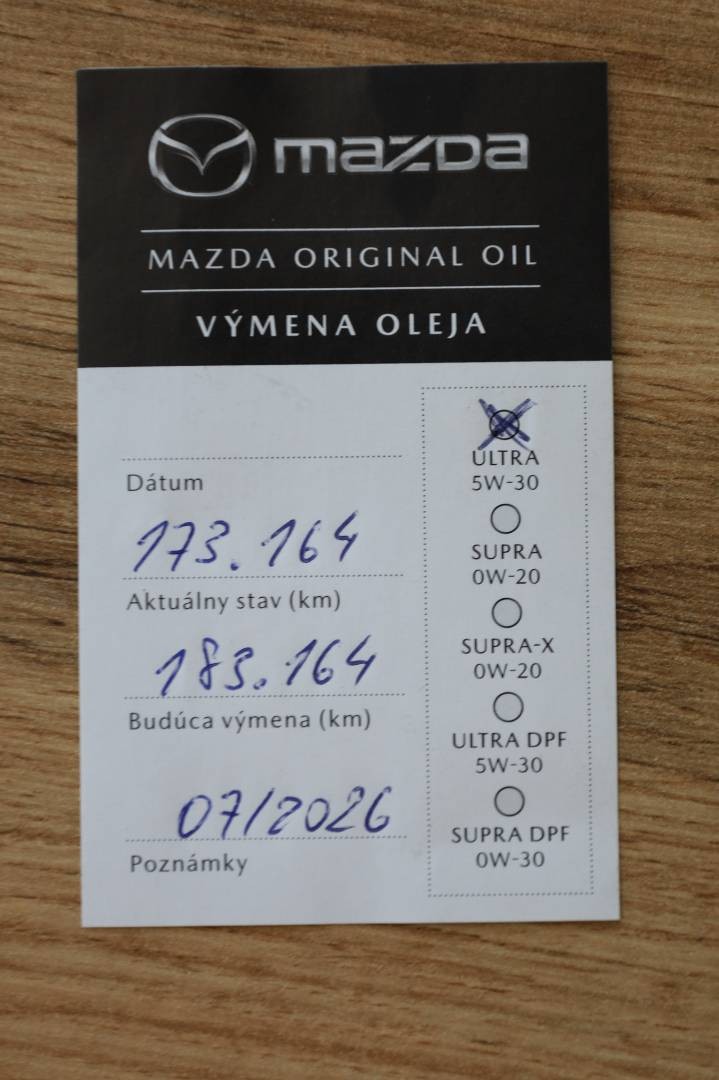 mazda
MAZDA ORIGINAL OIL
VÝMENA OLEJA
Dátum
173.164
Aktuálny stav (km)
183.164
Budúca výmena (km)
07/2026
Poznámky
ULTRA
5W-30
SUPRA
0W-20
SUPRA-X
0W-20
ULTRA DPF
5W-30
SUPRA DPF
0W-30